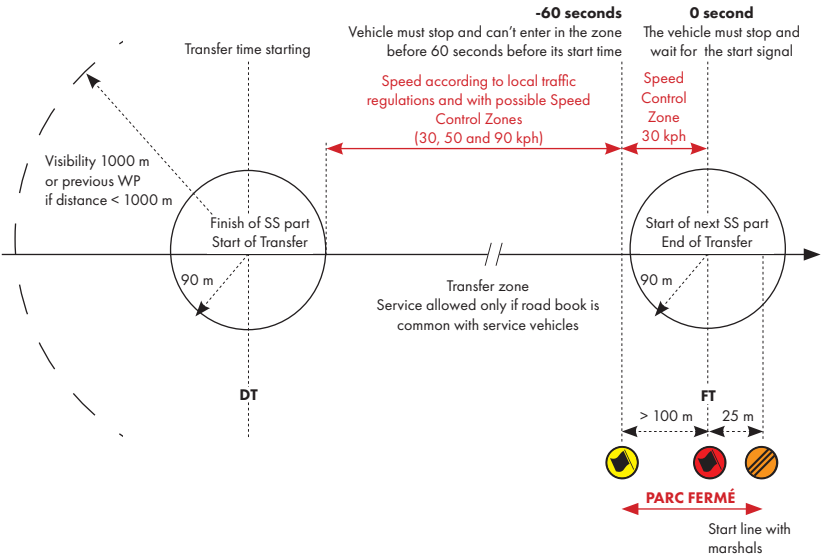 -60 seconds
Vehicle must stop and can't enter in the zone
before 60 seconds before its start time
0 second
The vehicle must stop and
wait for the start signal
Transfer time starting
Speed according to local traffic
regulations and with possible Speed
Control Zones
(30, 50 and 90 kph)
Speed
Control
Zone
30 kph
Visibility 1000 m
or previous WP
if distance < 1000 m
Finish of SS part
Start of Transfer
90 m
Start of next SS part
End of Transfer
90 m
Transfer zone
Service allowed only if road book is
common with service vehicles
DT
FT
> 100 m
25 m
PARC FERMÉ
Start line with
marshals